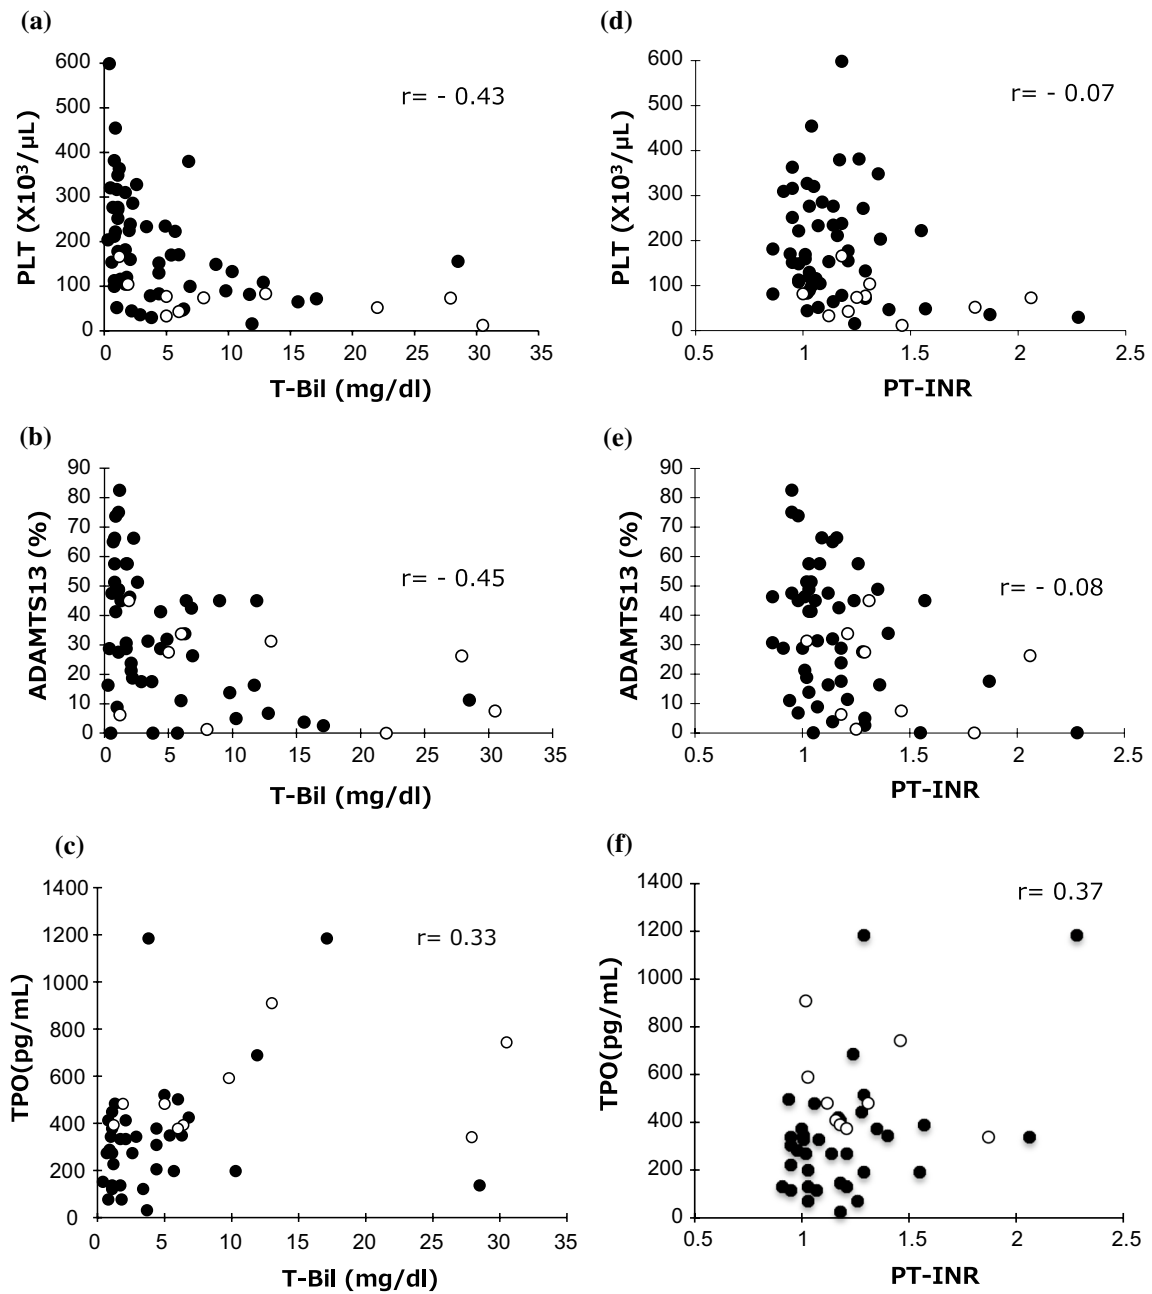 (a)
600
500
400
300
200
100
0
PLT (X10³/μL)
r= - 0.43
0 5 10 15 20 25 30 35
T-Bil (mg/dl)
(d)
600
500
400
300
200
100
0
PLT (X10³/μL)
r= - 0.07
0.5 1 1.5 2 2.5
PT-INR
(b)
90
80
70
60
50
40
30
20
10
0
ADAMTS13 (%)
r= - 0.45
0 5 10 15 20 25 30 35
T-Bil (mg/dl)
(e)
90
80
70
60
50
40
30
20
10
0
ADAMTS13 (%)
r= - 0.08
0.5 1 1.5 2 2.5
PT-INR
(c)
1400
1200
1000
800
600
400
200
0
TPO(pg/mL)
r= 0.33
0 5 10 15 20 25 30 35
T-Bil (mg/dl)
(f)
1400
1200
1000
800
600
400
200
0
TPO(pg/mL)
r= 0.37
0.5 1 1.5 2 2.5
PT-INR